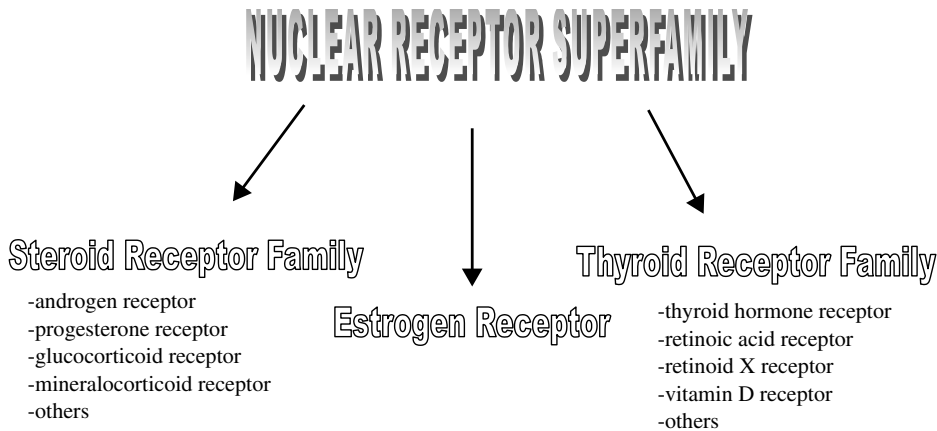 NUCLEAR RECEPTOR SUPERFAMILY
Steroid Receptor Family
-androgen receptor
-progesterone receptor
-glucocorticoid receptor
-mineralocorticoid receptor
-others
Estrogen Receptor
Thyroid Receptor Family
-thyroid hormone receptor
-retinoic acid receptor
-retinoid X receptor
-vitamin D receptor
-others